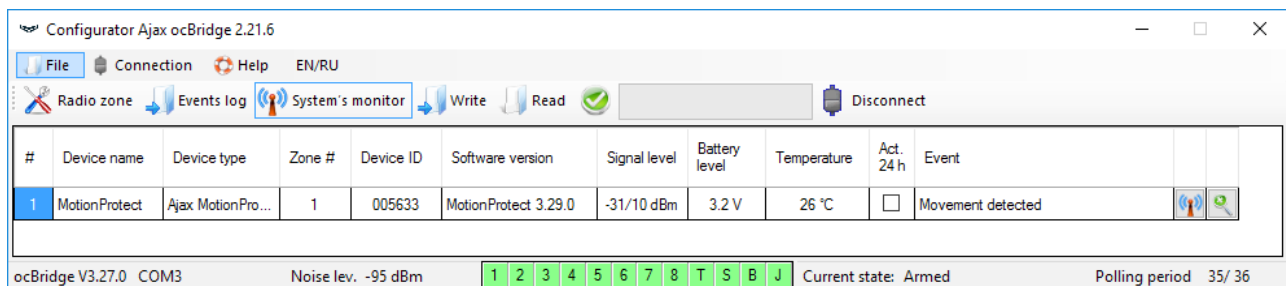 Configurator Ajax ocBridge 2.21.6
File Connection Help EN/RU
Radio zone Events log System's monitor Write Read Disconnect
# Device name Device type Zone # Device ID Software version Signal level Battery level Temperature Act. 24 h Event
1 MotionProtect Ajax MotionPro... 1 005633 MotionProtect 3.29.0 -31/10 dBm 3.2 V 26 °C Movement detected
ocBridge V3.27.0 COM3 Noise lev. -95 dBm 1 2 3 4 5 6 7 8 T S B J Current state: Armed Polling period 35/ 36